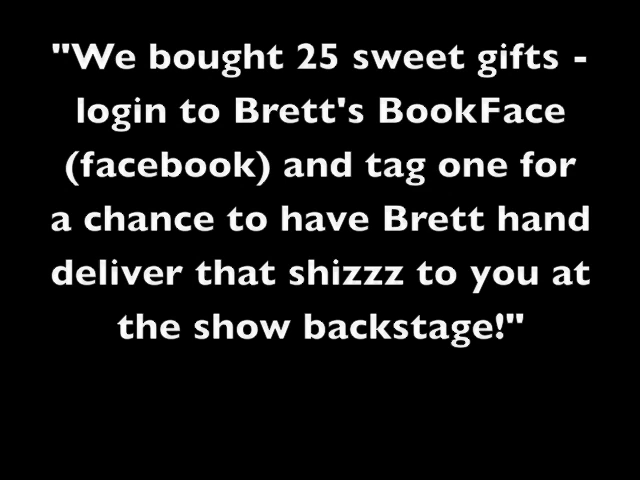 "We bought 25 sweet gifts -
login to Brett's BookFace
(facebook) and tag one for
a chance to have Brett hand
deliver that shizzz to you at
the show backstage!"